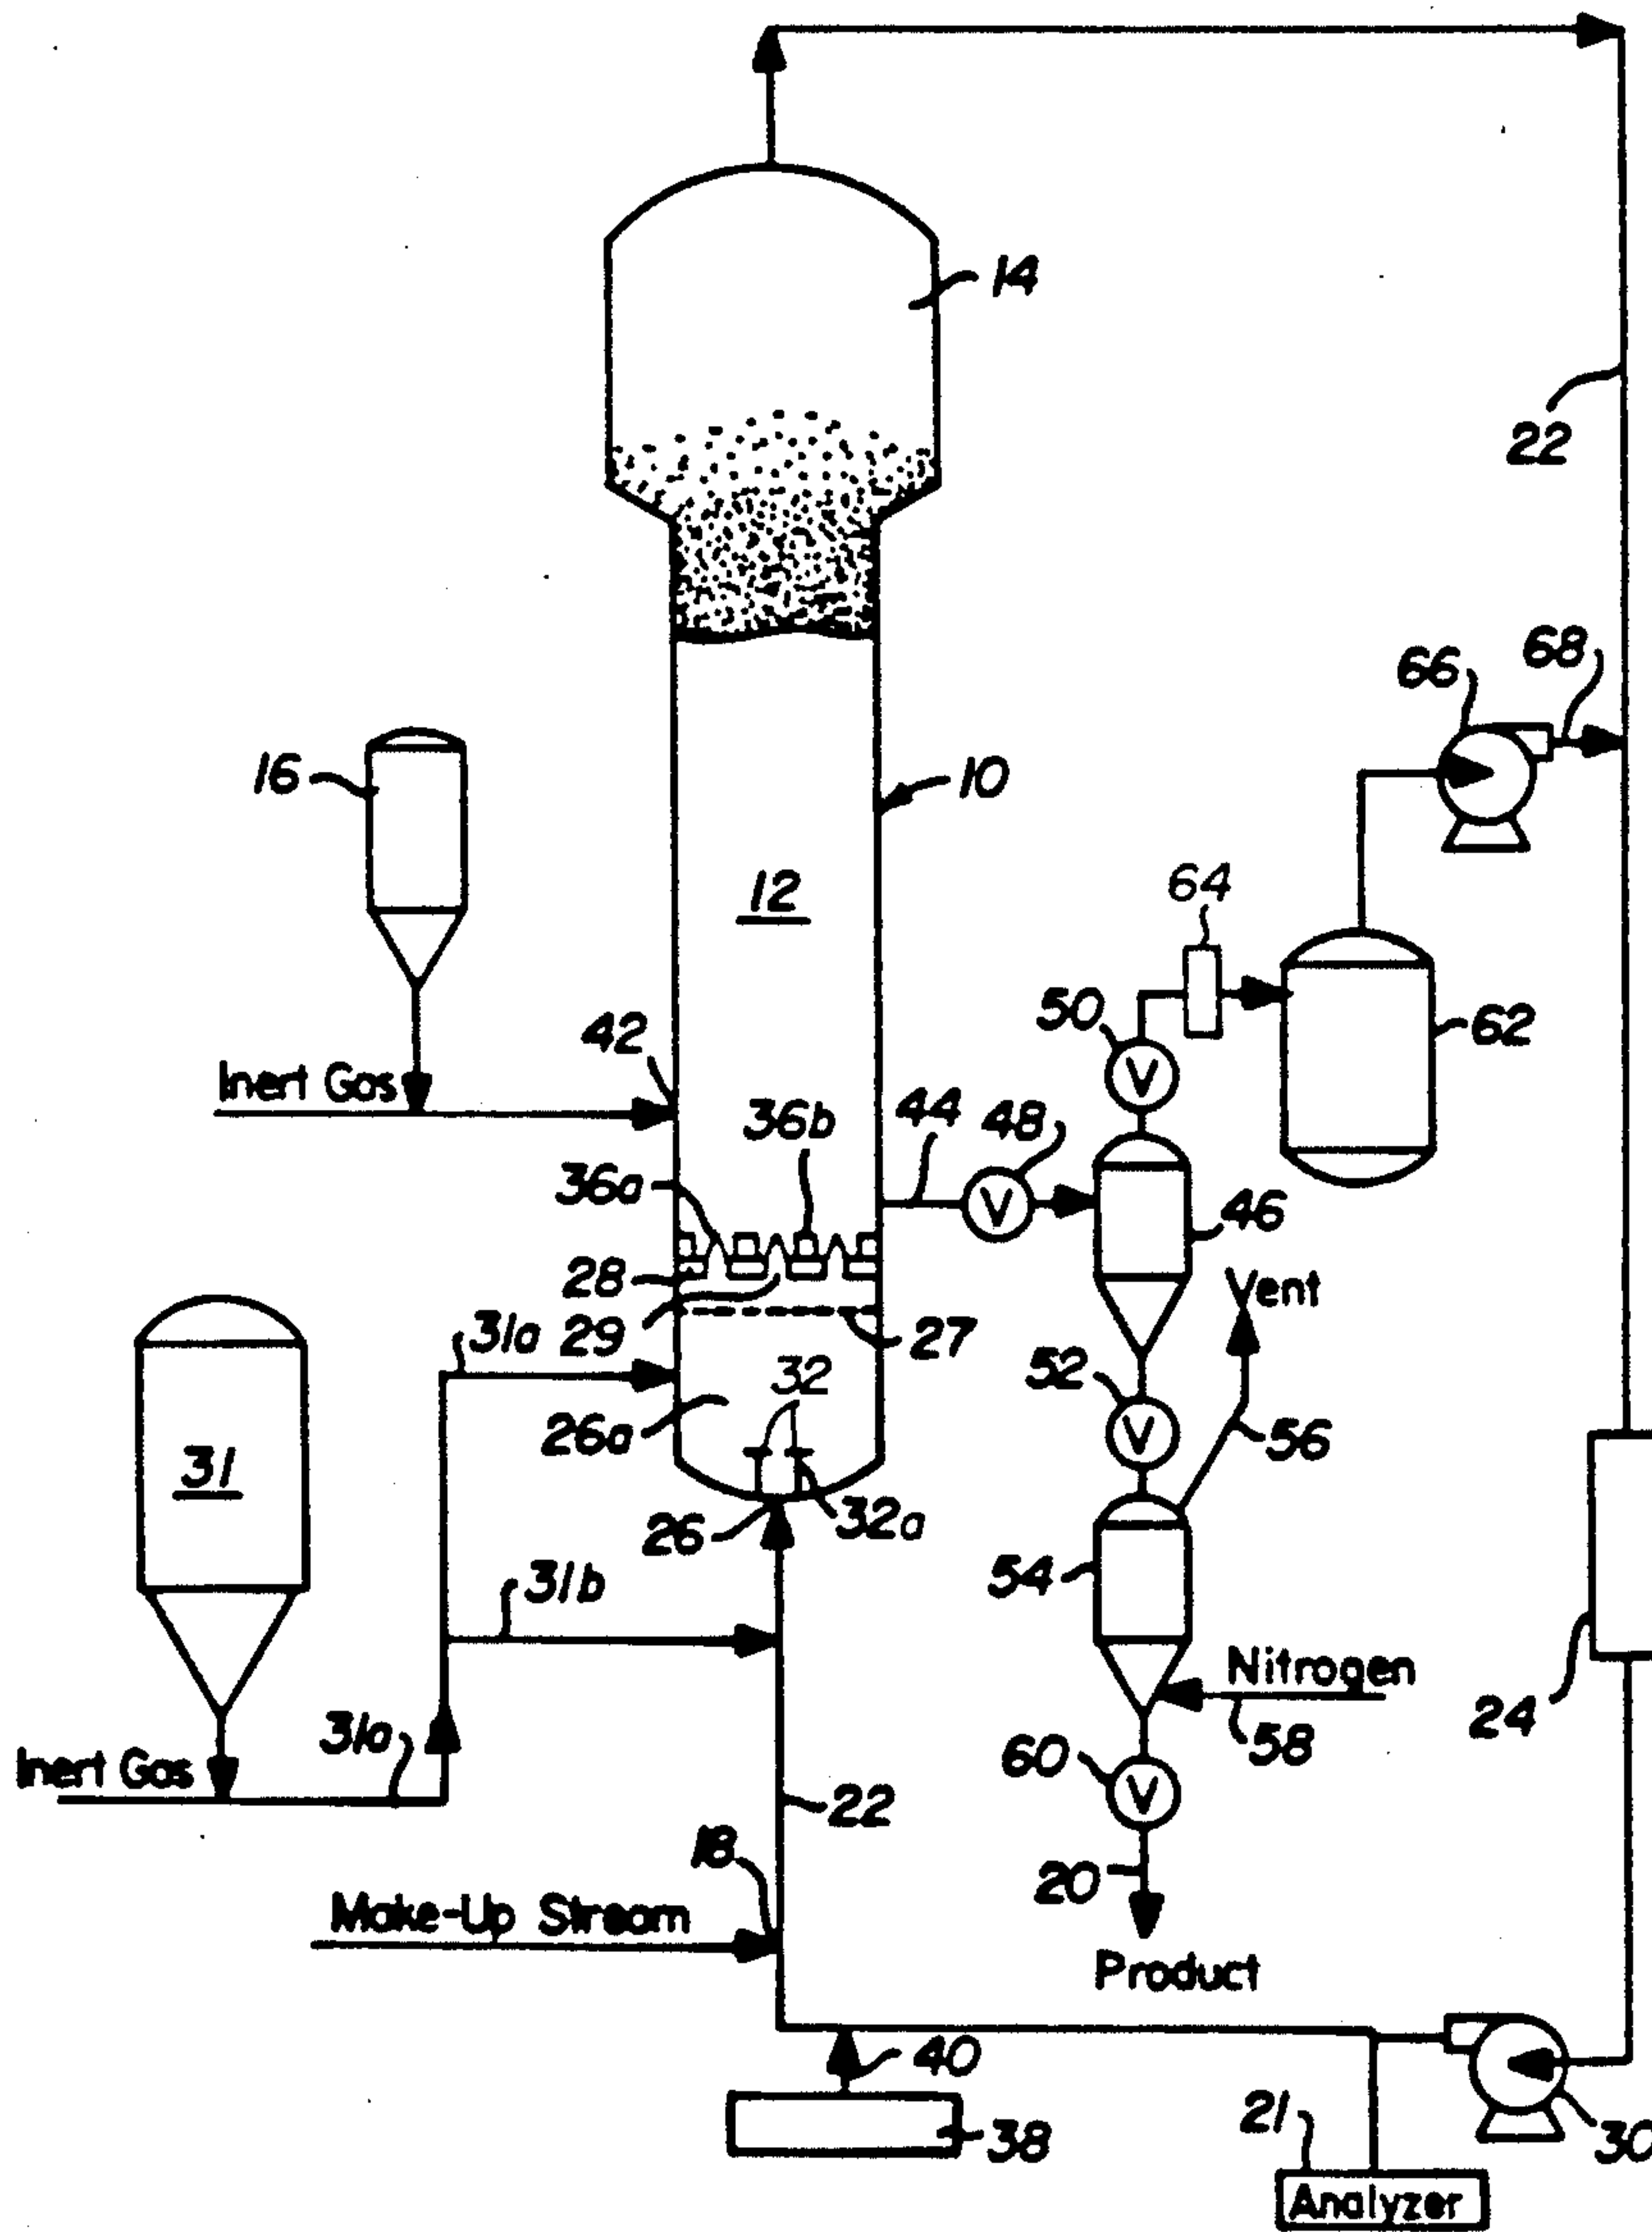 14
22
66
68
16
10
12
64
50
62
42
Inert Gas
36b
44
48
36a
46
28
Vent
31a
29
27
32
52
26a
56
31
26
32a
31b
54
Nitrogen
24
31a
58
Inert Gas
60
22
18
20
Make-Up Stream
Product
40
21
38
30
Analyzer